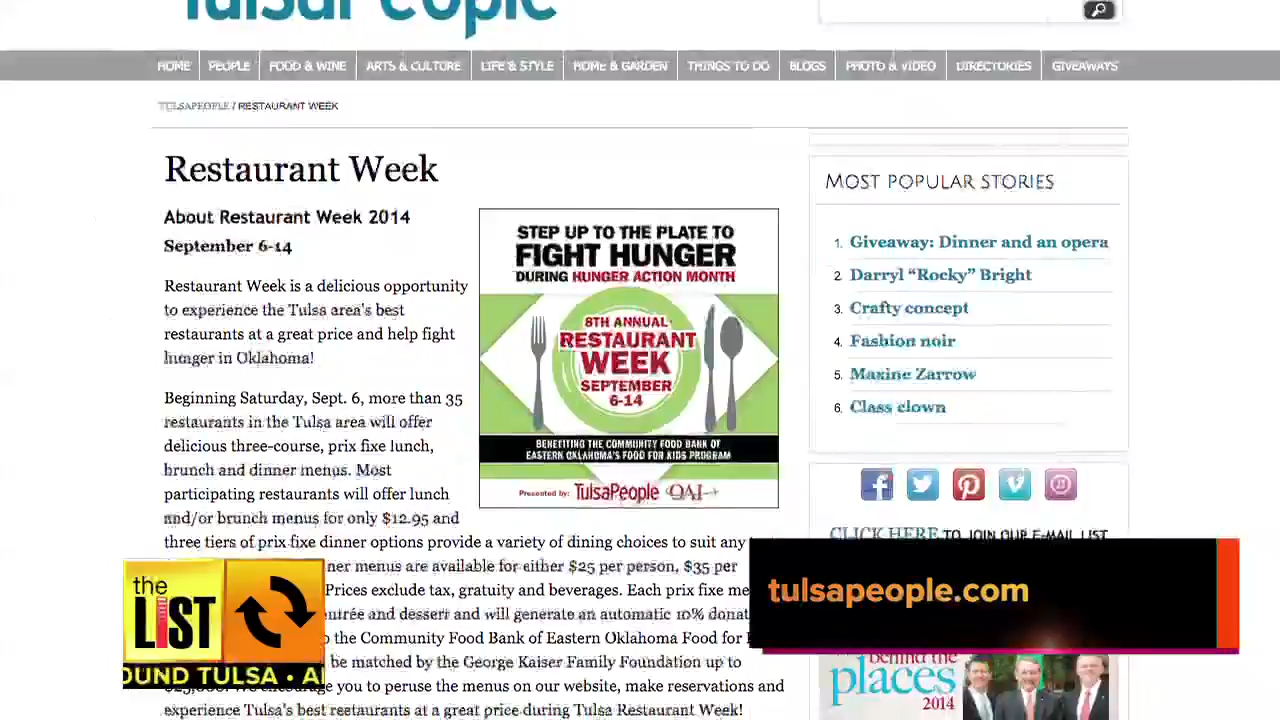 TulsaPeople
HOME
PEOPLE
FOOD & WINE
ARTS & CULTURE
LIFE & STYLE
HOME & GARDEN
THINGS TO DO
BLOGS
PHOTO & VIDEO
DIRECTORIES
GIVEAWAYS
TULSAPEOPLE / RESTAURANT WEEK
Restaurant Week
About Restaurant Week 2014
September 6-14
Restaurant Week is a delicious opportunity
to experience the Tulsa area's best
restaurants at a great price and help fight
hunger in Oklahoma!
Beginning Saturday, Sept. 6, more than 35
restaurants in the Tulsa area will offer
delicious three-course, prix fixe lunch,
brunch and dinner menus. Most
participating restaurants will offer lunch
and/or brunch menus for only $12.95 and
three tiers of prix fixe dinner options provide a variety of dining choices to suit any
ner menus are available for either $25 per person, $35 per
Prices exclude tax, gratuity and beverages. Each prix fixe me
ntrée and dessert and will generate an automatic 10% donat
the Community Food Bank of Eastern Oklahoma Food for
be matched by the George Kaiser Family Foundation up to
$25,000. We encourage you to peruse the menus on our website, make reservations and
experience Tulsa's best restaurants at a great price during Tulsa Restaurant Week!
STEP UP TO THE PLATE TO
FIGHT HUNGER
DURING HUNGER ACTION MONTH
8TH ANNUAL
RESTAURANT
WEEK
SEPTEMBER
6-14
BENEFITING THE COMMUNITY FOOD BANK OF
EASTERN OKLAHOMA'S FOOD FOR KIDS PROGRAM
Presented by: TulsaPeople
MOST POPULAR STORIES
1. Giveaway: Dinner and an opera
2. Darryl “Rocky” Bright
3. Crafty concept
4. Fashion noir
5. Maxine Zarrow
6. Class clown
CLICK HERE TO JOIN OUR E-MAIL LIST
behind the
places
2014
the
LIST
OUND TULSA • A
tulsapeople.com